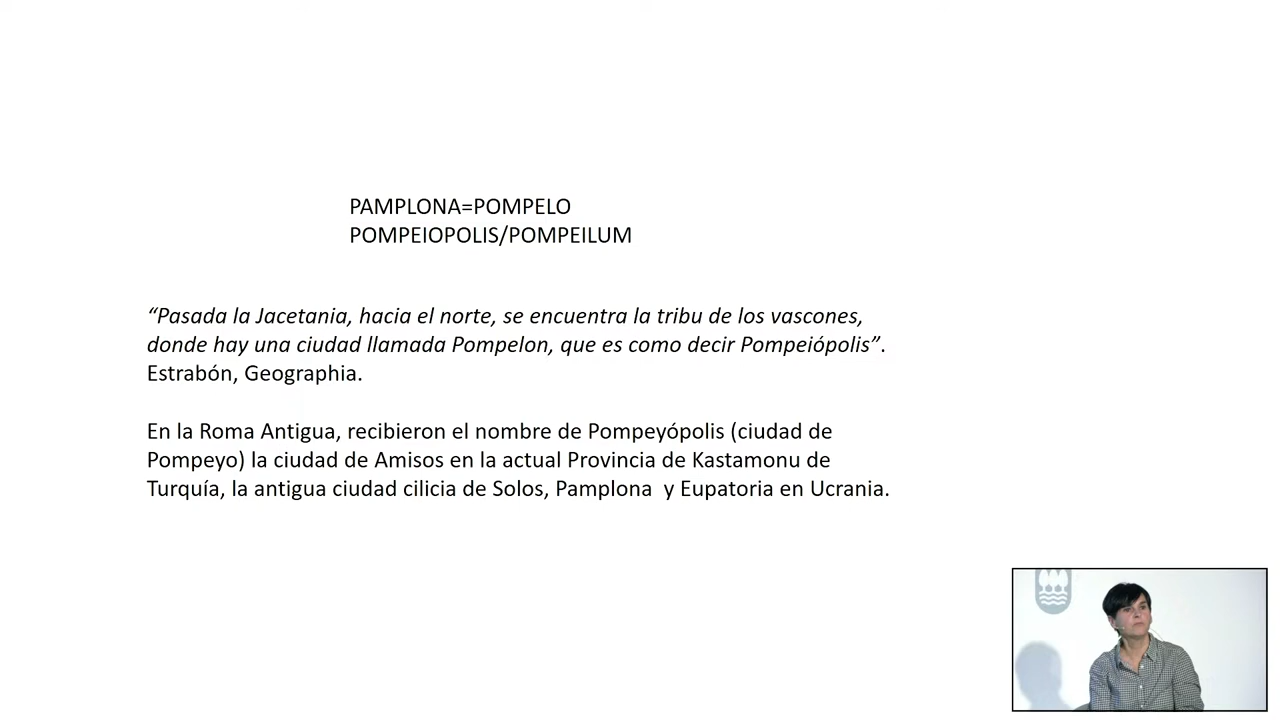 PAMPLONA=POMPELO
POMPEIOPOLIS/POMPEILUM
“Pasada la Jacetania, hacia el norte, se encuentra la tribu de los vascones,
donde hay una ciudad llamada Pompelon, que es como decir Pompeiópolis”.
Estrabón, Geographia.
En la Roma Antigua, recibieron el nombre de Pompeyópolis (ciudad de
Pompeyo) la ciudad de Amisos en la actual Provincia de Kastamonu de
Turquía, la antigua ciudad cilicia de Solos, Pamplona  y Eupatoria en Ucrania.